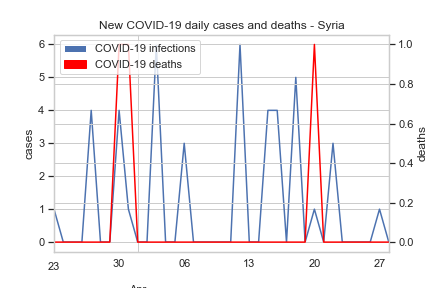 New COVID-19 daily cases and deaths - Syria
COVID-19 infections
COVID-19 deaths
cases
6
5
4
3
2
1
0
deaths
1.0
0.8
0.6
0.4
0.2
0.0
23 30 06 13 20 27
Apr